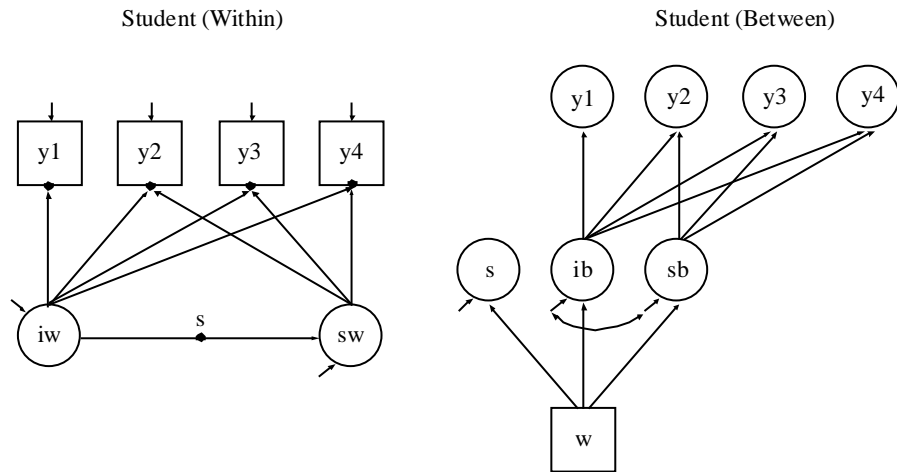 Student (Within)
y1 y2 y3 y4
s
iw sw
Student (Between)
y1 y2 y3 y4
s ib sb
w